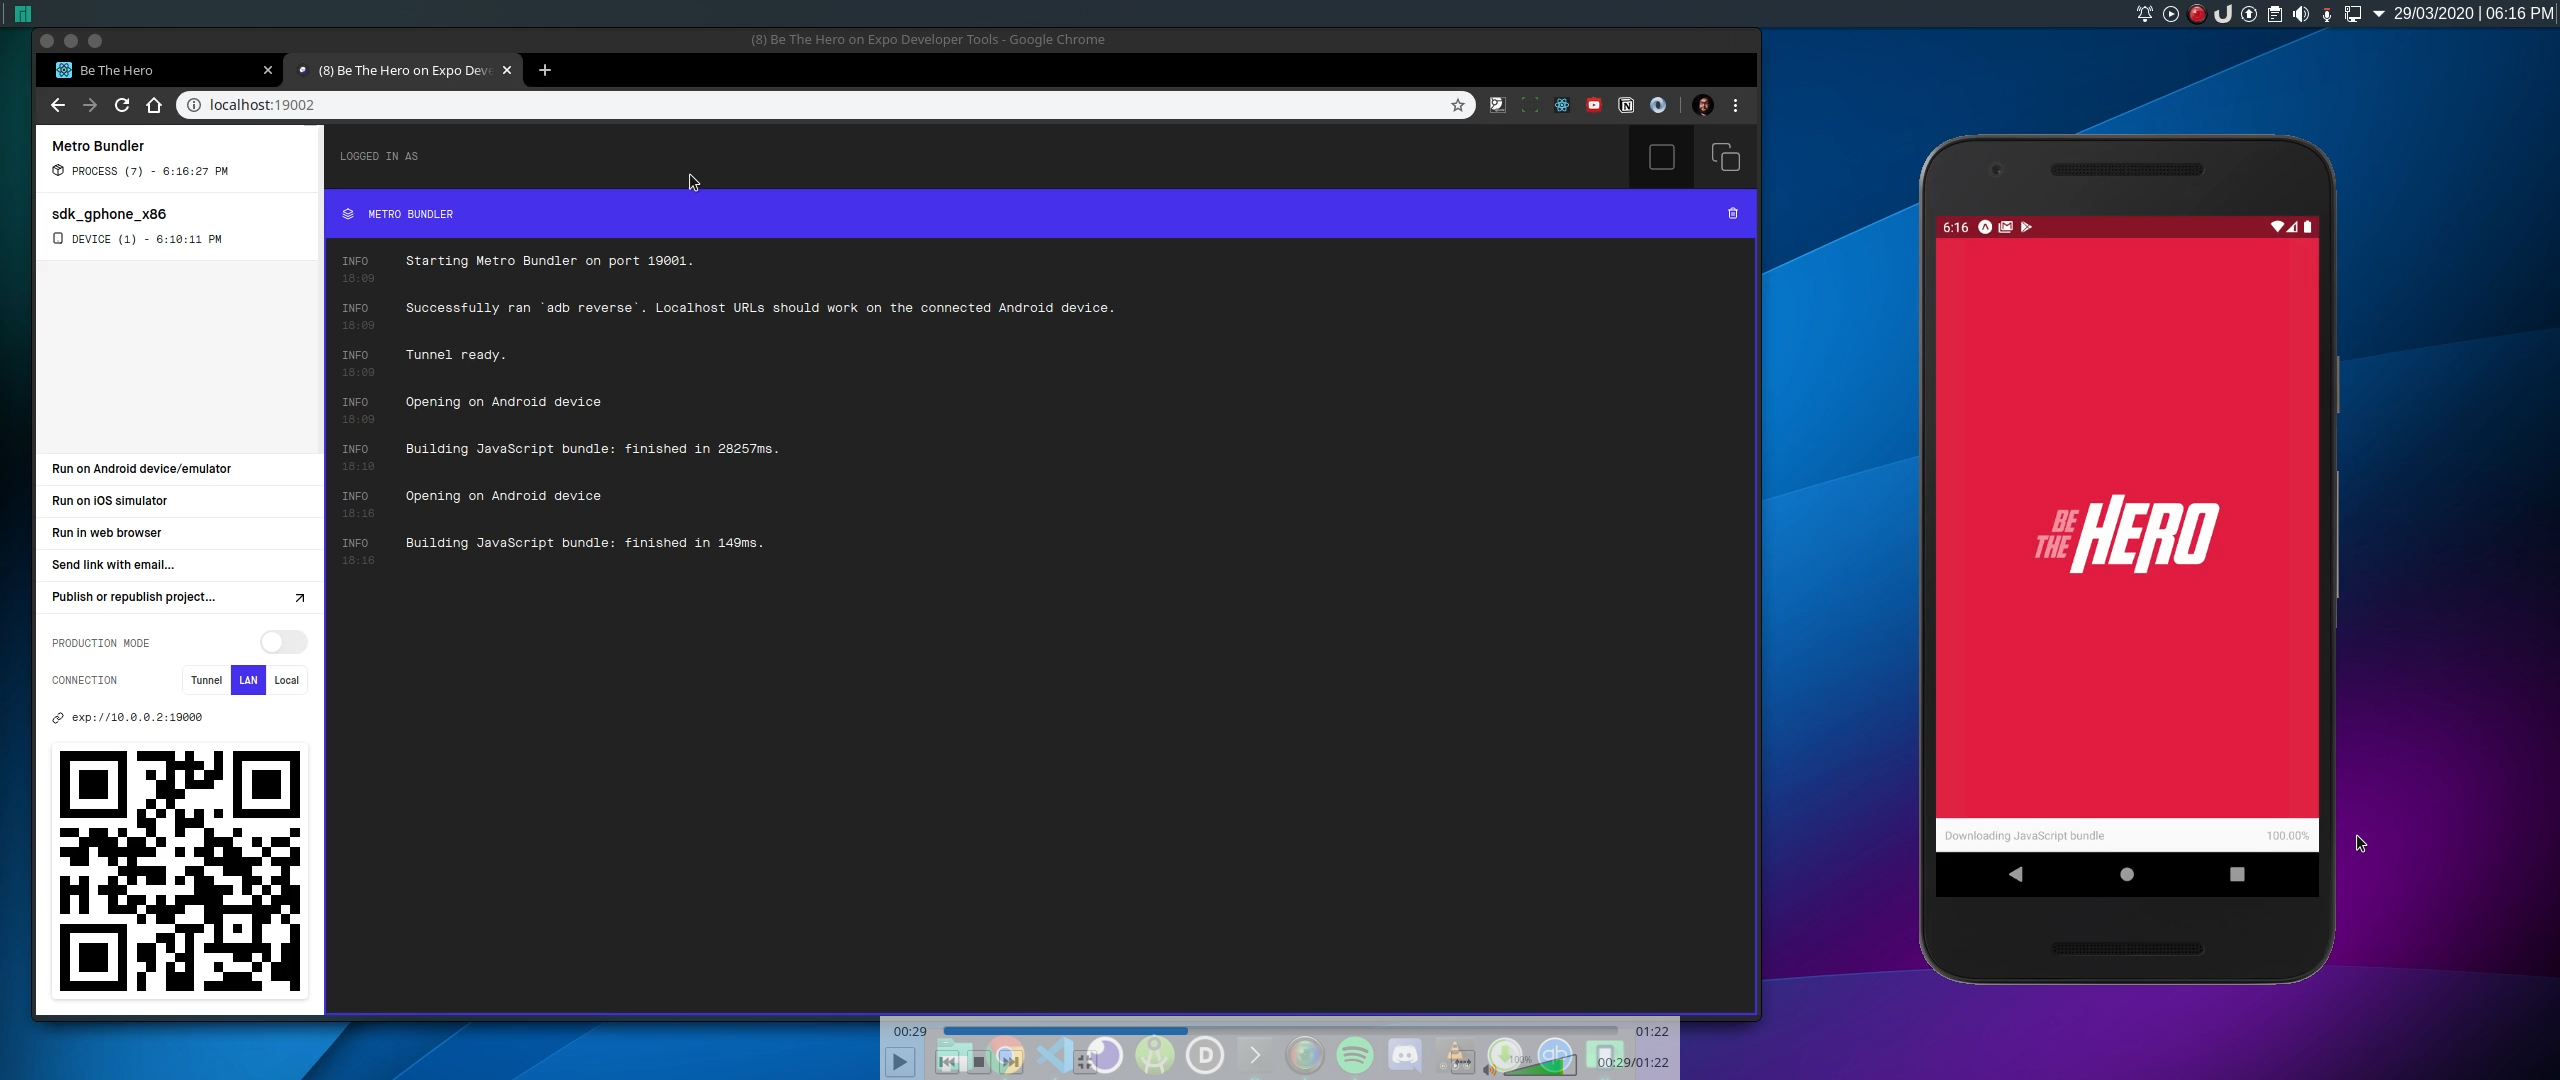 29/03/2020 | 06:16 PM
(8) Be The Hero on Expo Developer Tools - Google Chrome
Be The Hero
(8) Be The Hero on Expo Deve
localhost:19002
Metro Bundler
PROCESS (7) - 6:16:27 PM
sdk_gphone_x86
DEVICE (1) - 6:10:11 PM
Run on Android device/emulator
Run on iOS simulator
Run in web browser
Send link with email...
Publish or republish project...
PRODUCTION MODE
CONNECTION Tunnel LAN Local
exp://10.0.0.2:19000
LOGGED IN AS
METRO BUNDLER
INFO Starting Metro Bundler on port 19001.
18:09
INFO Successfully ran `adb reverse`. Localhost URLs should work on the connected Android device.
18:09
INFO Tunnel ready.
18:09
INFO Opening on Android device
18:09
INFO Building JavaScript bundle: finished in 28257ms.
18:10
INFO Opening on Android device
18:16
INFO Building JavaScript bundle: finished in 149ms.
18:16
6:16
BE
THE
HERO
Downloading JavaScript bundle 100.00%
00:29 01:22
100%
00:29/01:22